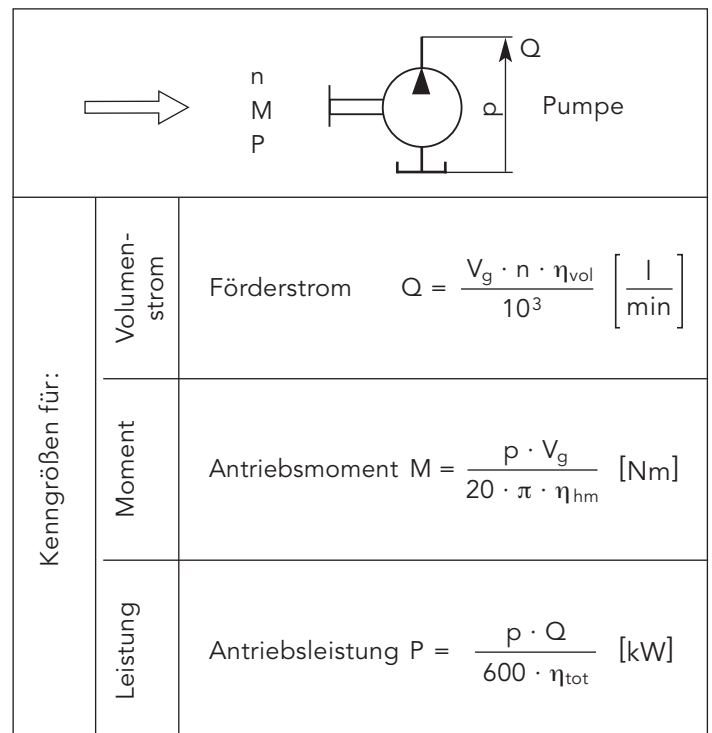 n
M
P
p
Q
Pumpe
Kenngrößen für:
Volumen-
strom
Förderstrom Q = V_g · n · η_vol / 10³ [l / min]
Moment
Antriebsmoment M = p · V_g / 20 · π · η_hm [Nm]
Leistung
Antriebsleistung P = p · Q / 600 · η_tot [kW]